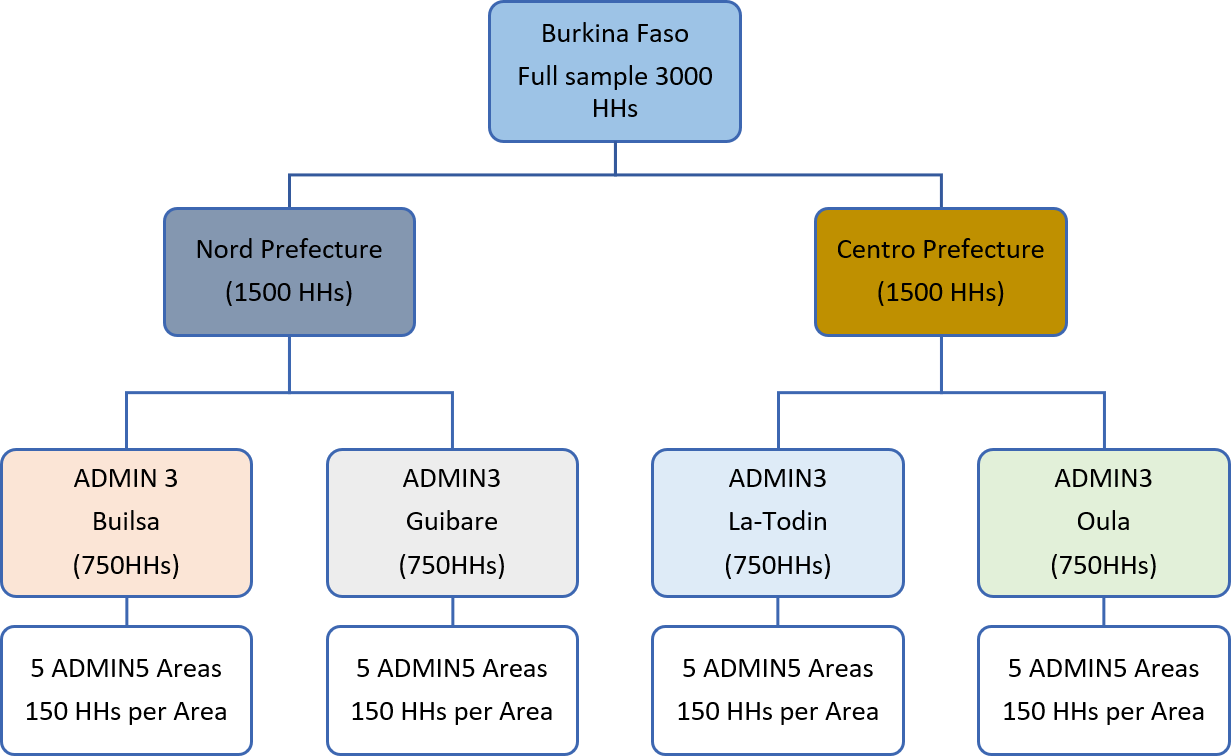 Burkina Faso
Full sample 3000
HHs
Nord Prefecture
(1500 HHs)
Centro Prefecture
(1500 HHs)
ADMIN 3
Builsa
(750HHs)
ADMIN3
Guibare
(750HHs)
ADMIN3
La-Todin
(750HHs)
ADMIN3
Oula
(750HHs)
5 ADMIN5 Areas
150 HHs per Area
5 ADMIN5 Areas
150 HHs per Area
5 ADMIN5 Areas
150 HHs per Area
5 ADMIN5 Areas
150 HHs per Area